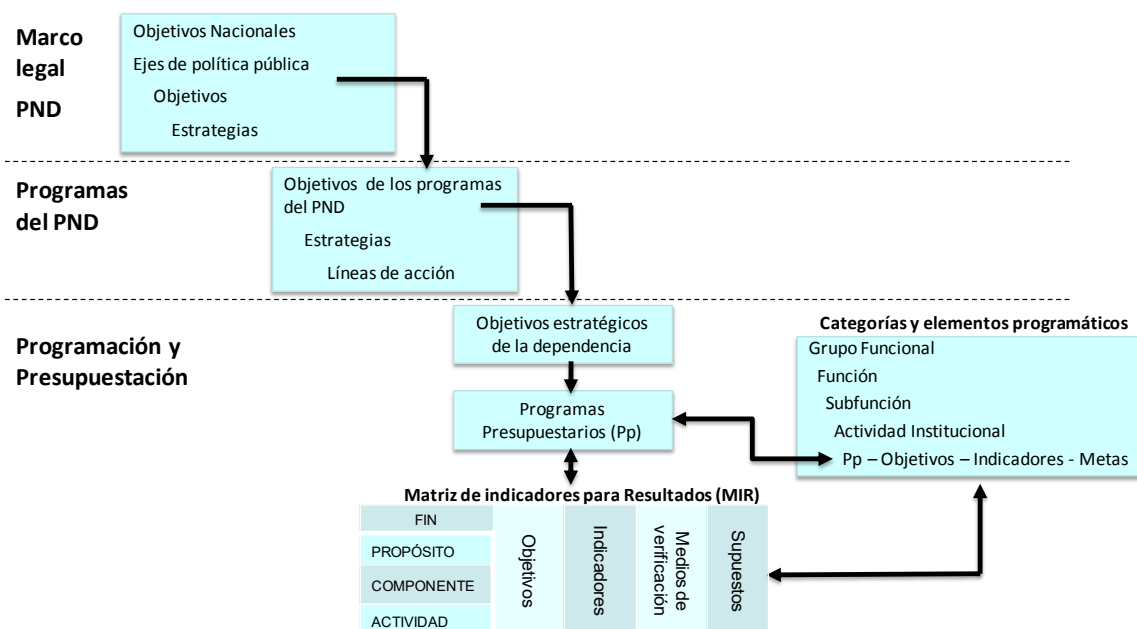 Marco
legal
PND
Objetivos Nacionales
Ejes de política pública
Objetivos
Estrategias
Programas
del PND
Objetivos de los programas
del PND
Estrategias
Líneas de acción
Programación y
Presupuestación
Objetivos estratégicos
de la dependencia
Programas
Presupuestarios (Pp)
Categorías y elementos programáticos
Grupo Funcional
Función
Subfunción
Actividad Institucional
Pp – Objetivos – Indicadores - Metas
Matriz de indicadores para Resultados (MIR)
FIN
PROPÓSITO
COMPONENTE
ACTIVIDAD
Objetivos
Indicadores
Medios de
verificación
Supuestos